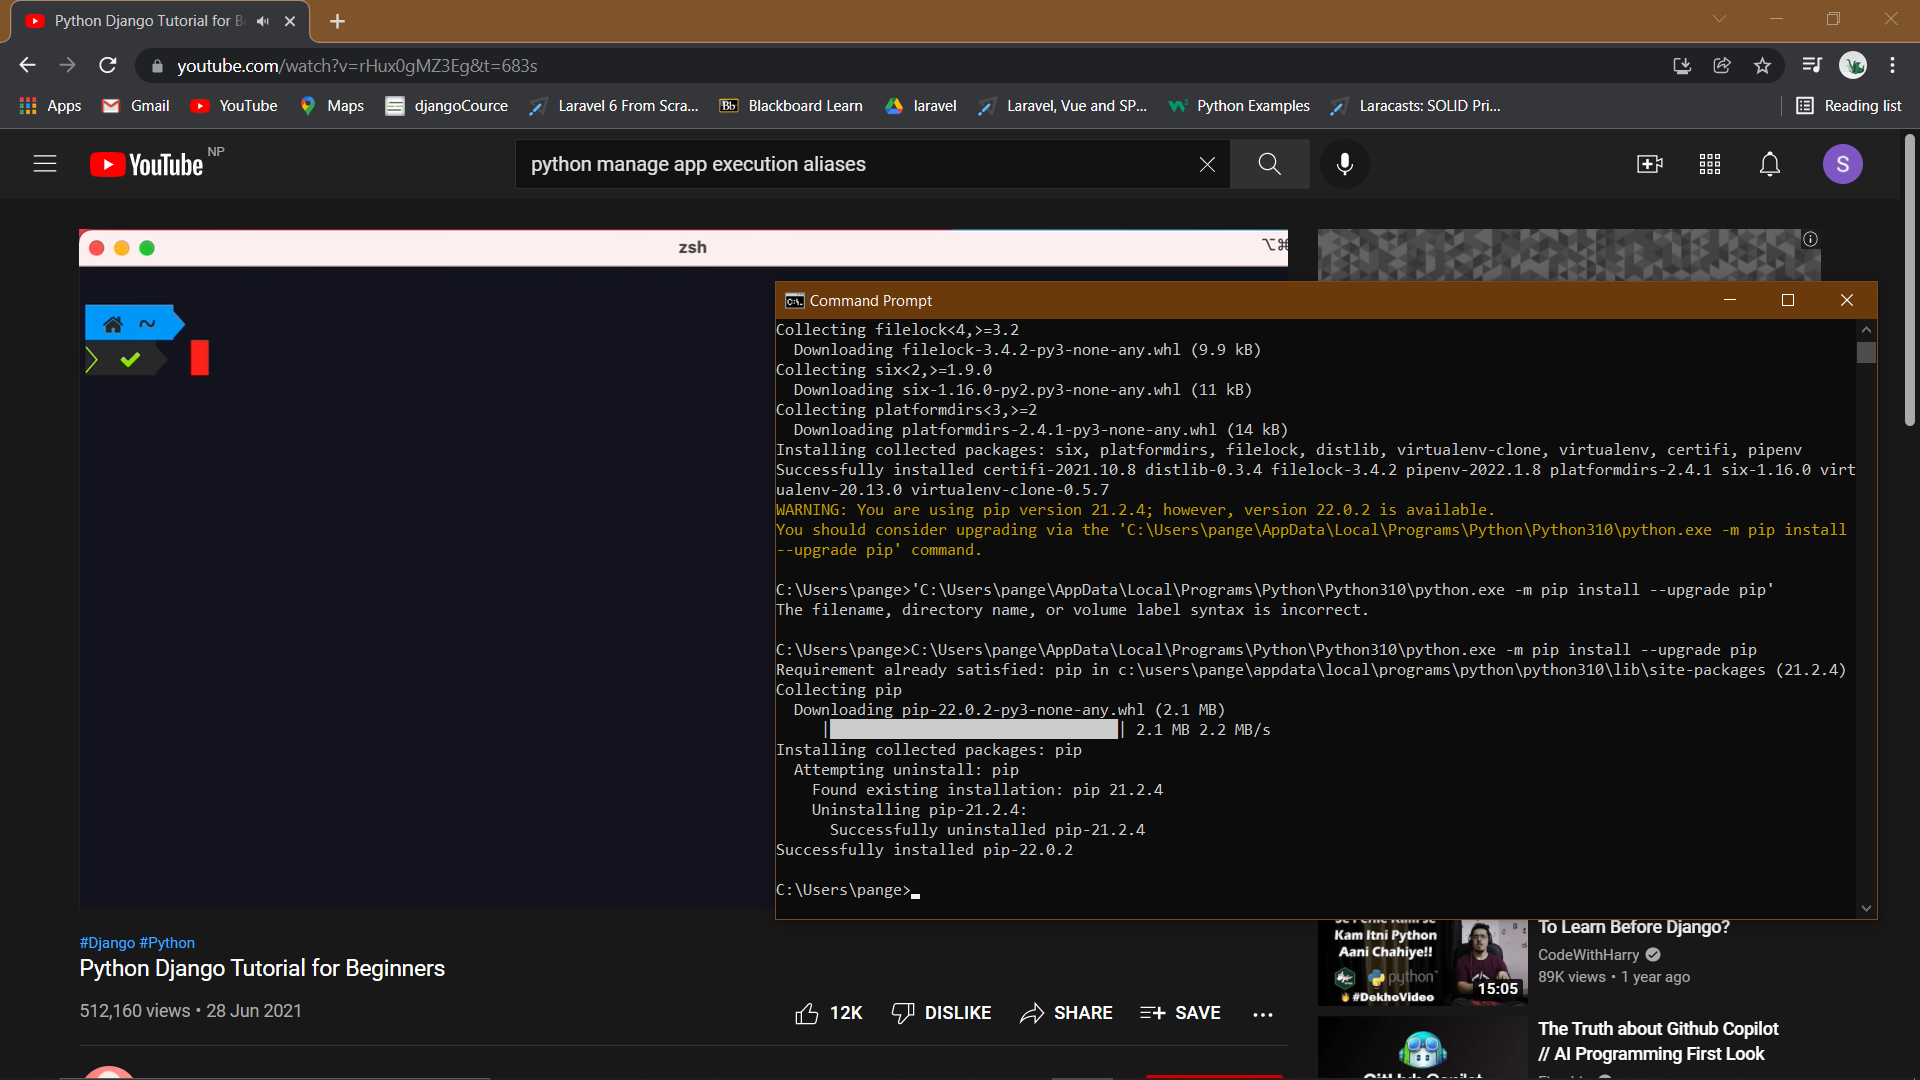 Python Django Tutorial for B
youtube.com/watch?v=rHux0gMZ3Eg&t=683s
Apps Gmail YouTube Maps djangoCource Laravel 6 From Scra... Bb Blackboard Learn laravel Laravel, Vue and SP... Python Examples Laracasts: SOLID Pri... Reading list
YouTube NP
python manage app execution aliases
S
zsh
⌥⌘
Command Prompt
Collecting filelock<4,>=3.2
Downloading filelock-3.4.2-py3-none-any.whl (9.9 kB)
Collecting six<2,>=1.9.0
Downloading six-1.16.0-py2.py3-none-any.whl (11 kB)
Collecting platformdirs<3,>=2
Downloading platformdirs-2.4.1-py3-none-any.whl (14 kB)
Installing collected packages: six, platformdirs, filelock, distlib, virtualenv-clone, virtualenv, certifi, pipenv
Successfully installed certifi-2021.10.8 distlib-0.3.4 filelock-3.4.2 pipenv-2022.1.8 platformdirs-2.4.1 six-1.16.0 virt
ualenv-20.13.0 virtualenv-clone-0.5.7
WARNING: You are using pip version 21.2.4; however, version 22.0.2 is available.
You should consider upgrading via the 'C:\Users\pange\AppData\Local\Programs\Python\Python310\python.exe -m pip install
--upgrade pip' command.
C:\Users\pange>'C:\Users\pange\AppData\Local\Programs\Python\Python310\python.exe -m pip install --upgrade pip'
The filename, directory name, or volume label syntax is incorrect.
C:\Users\pange>C:\Users\pange\AppData\Local\Programs\Python\Python310\python.exe -m pip install --upgrade pip
Requirement already satisfied: pip in c:\users\pange\appdata\local\programs\python\python310\lib\site-packages (21.2.4)
Collecting pip
Downloading pip-22.0.2-py3-none-any.whl (2.1 MB)
| | 2.1 MB 2.2 MB/s
Installing collected packages: pip
Attempting uninstall: pip
Found existing installation: pip 21.2.4
Uninstalling pip-21.2.4:
Successfully uninstalled pip-21.2.4
Successfully installed pip-22.0.2
C:\Users\pange>
#Django #Python
Python Django Tutorial for Beginners
512,160 views • 28 Jun 2021
12K DISLIKE SHARE SAVE
Kam Itni Python
Aani Chahiye!!
python
#DekhoVideo
15:05
To Learn Before Django?
CodeWithHarry
89K views • 1 year ago
The Truth about Github Copilot
// AI Programming First Look